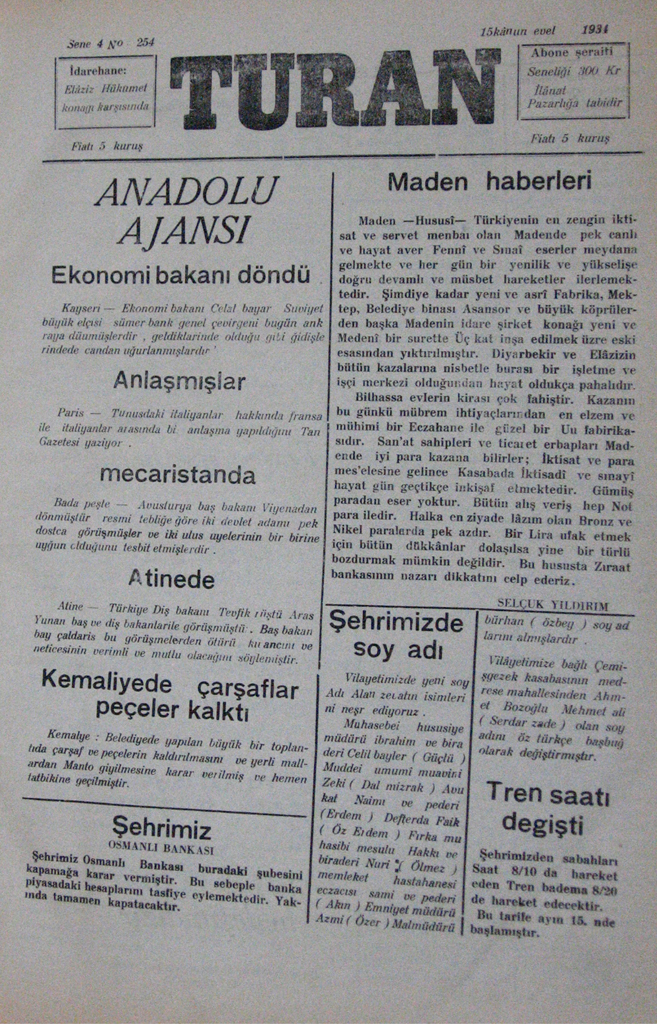 Sene 4 No 254
15kânun evel 1934
İdarehane:
Elâziz Hükûmet
konagı karşısında
Fiatı 5 kuruş
TURAN
Abone şeraiti
Seneliği 300 Kr
İlânat
Pazarlığa tabidir
Fiatı 5 kuruş
ANADOLU
AJANSI
Ekonomi bakanı döndü
Kayseri — Ekonomi bakanı Celal bayar Suviyet
büyük elçisi sümer bank genel çevirgeni bugün ank
raya dönmüşlerdir , geldiklarinde olduğu gibi gidişle
rindede candan uğurlanmışlardır '
Anlaşmışlar
Paris — Tunusdaki italiyanlar hakkında fransa
ile italiyanlar arasında bi anlaşma yapıldığını Tan
Gazetesi yaziyor .
mecaristanda
Bada peşte — Avusturya baş bakanı Viyenadan
dönmüştür resmi tebliğe göre iki devlet adamı pek
dostca görüşmüşler ve iki ulus uyelerinin bir birine
uygun olduğunu tesbit etmişlerdir .
Atinede
Atine — Türkiye Dış bakanı Tevfik rüştü Aras
Yunan baş ve dış bakanlarile görüşmüştü . Baş bakan
bay çaldaris bu görüşmelerden ötürü kıvancını ve
neticesinin verimli ve mutlu olacağını söylemiştir.
Kemaliyede çarşaflar
peçeler kalktı
Kemalye : Belediyede yapılan büyük bir toplan-
tıda çarşaf ve peçelerin kaldırılmasını ve yerli mall-
ardan Manto giyilmesine karar verilmiş ve hemen
tatbikine geçilmiştir.
Şehrimiz
OSMANLI BANKASI
Şehrimiz Osmanlı Bankası buradaki şubesini
kapamağa karar vermiştir. Bu sebeple banka
piyasadaki hesaplarını tasfiye eylemektedir. Yak-
ında tamamen kapatacaktır.
Maden haberleri
Maden —Hususî— Türkiyenin en zengin ikti-
sat ve servet menbaı olan Madende pek canlı
ve hayat aver Fennî ve Sınaî eserler meydana
gelmekte ve her gün bir yenilik ve yükselişe
doğru devamlı ve müsbet hareketler ilerlemek-
tedir. Şimdiye kadar yeni ve asrî Fabrika, Mek-
tep, Belediye binası Asansor ve büyük köprüler-
den başka Madenin idare şirket konağı yeni ve
Medenî bir surette Üç kat inşa edilmek üzre eski
esasından yıktırılmıştır. Diyarbekir ve Elâzizin
bütün kazalarına nisbetle burası bir işletme ve
işçi merkezi olduğundan hayat oldukça pahalıdır.
Bilhassa evlerin kirası çok fahiştir. Kazanın
bu günkü mübrem ihtiyaçlarından en elzem ve
mühimi bir Eczahane ile güzel bir Un fabirika-
sıdır. San'at sahipleri ve ticaret erbapları Mad-
ende iyi para kazana bilirler; İktisat ve para
mes'elesine gelince Kasabada İktisadî ve sınayî
hayat gün geçtikçe inkişaf etmektedir. Gümüş
paradan eser yoktur. Bütün alış veriş hep Not
para iledir. Halka en ziyade lâzım olan Bronz ve
Nikel paralerda pek azdır. Bir Lira ufak etmek
için bütün dükkânlar dolaşılsa yine bir türlü
bozdurmak mümkin değildir. Bu hususta Ziraat
bankasının nazarı dikkatını celp ederiz.
SELÇUK YILDIRIM
Şehrimizde
soy adı
Vilayetimizde yeni soy
Adı Alan zevatın isimleri
ni neşr ediyoruz .
Muhasebei hususiye
müdürü ibrahim ve bira
deri Celil bayler ( Güçlü )
Muddei umumî muavini
Zeki ( Dal mizrak ) Avu
kat Naimı ve pederi
(Erdem ) Defterda Faik
( Öz Erdem ) Fırka mu
hasibi mesulu Hakkı ve
biraderi Nuri ( Ölmez )
memleket hastahanesi
eczacısı sami ve pederi
( Akın ) Emniyet müdürü
Azmi ( Özer ) Malmüdürü
bürhan ( özbey ) soy ad
larını almışlardır .
Vilâyetimize bağlı Çemi-
şgezek kasabasının med-
rese mahallesinden Ahm-
et Bozoğlu Mehmet ali
( Serdar zade ) olan soy
adını öz türkçe başbuğ
olarak değiştirmıştır.
Tren saatı
degişti
Şehrimizden sabahları
Saat 8/10 da hareket
eden Tren badema 8/20
de hareket edecektir.
Bu tarife ayın 15. nde
başlamıştır.